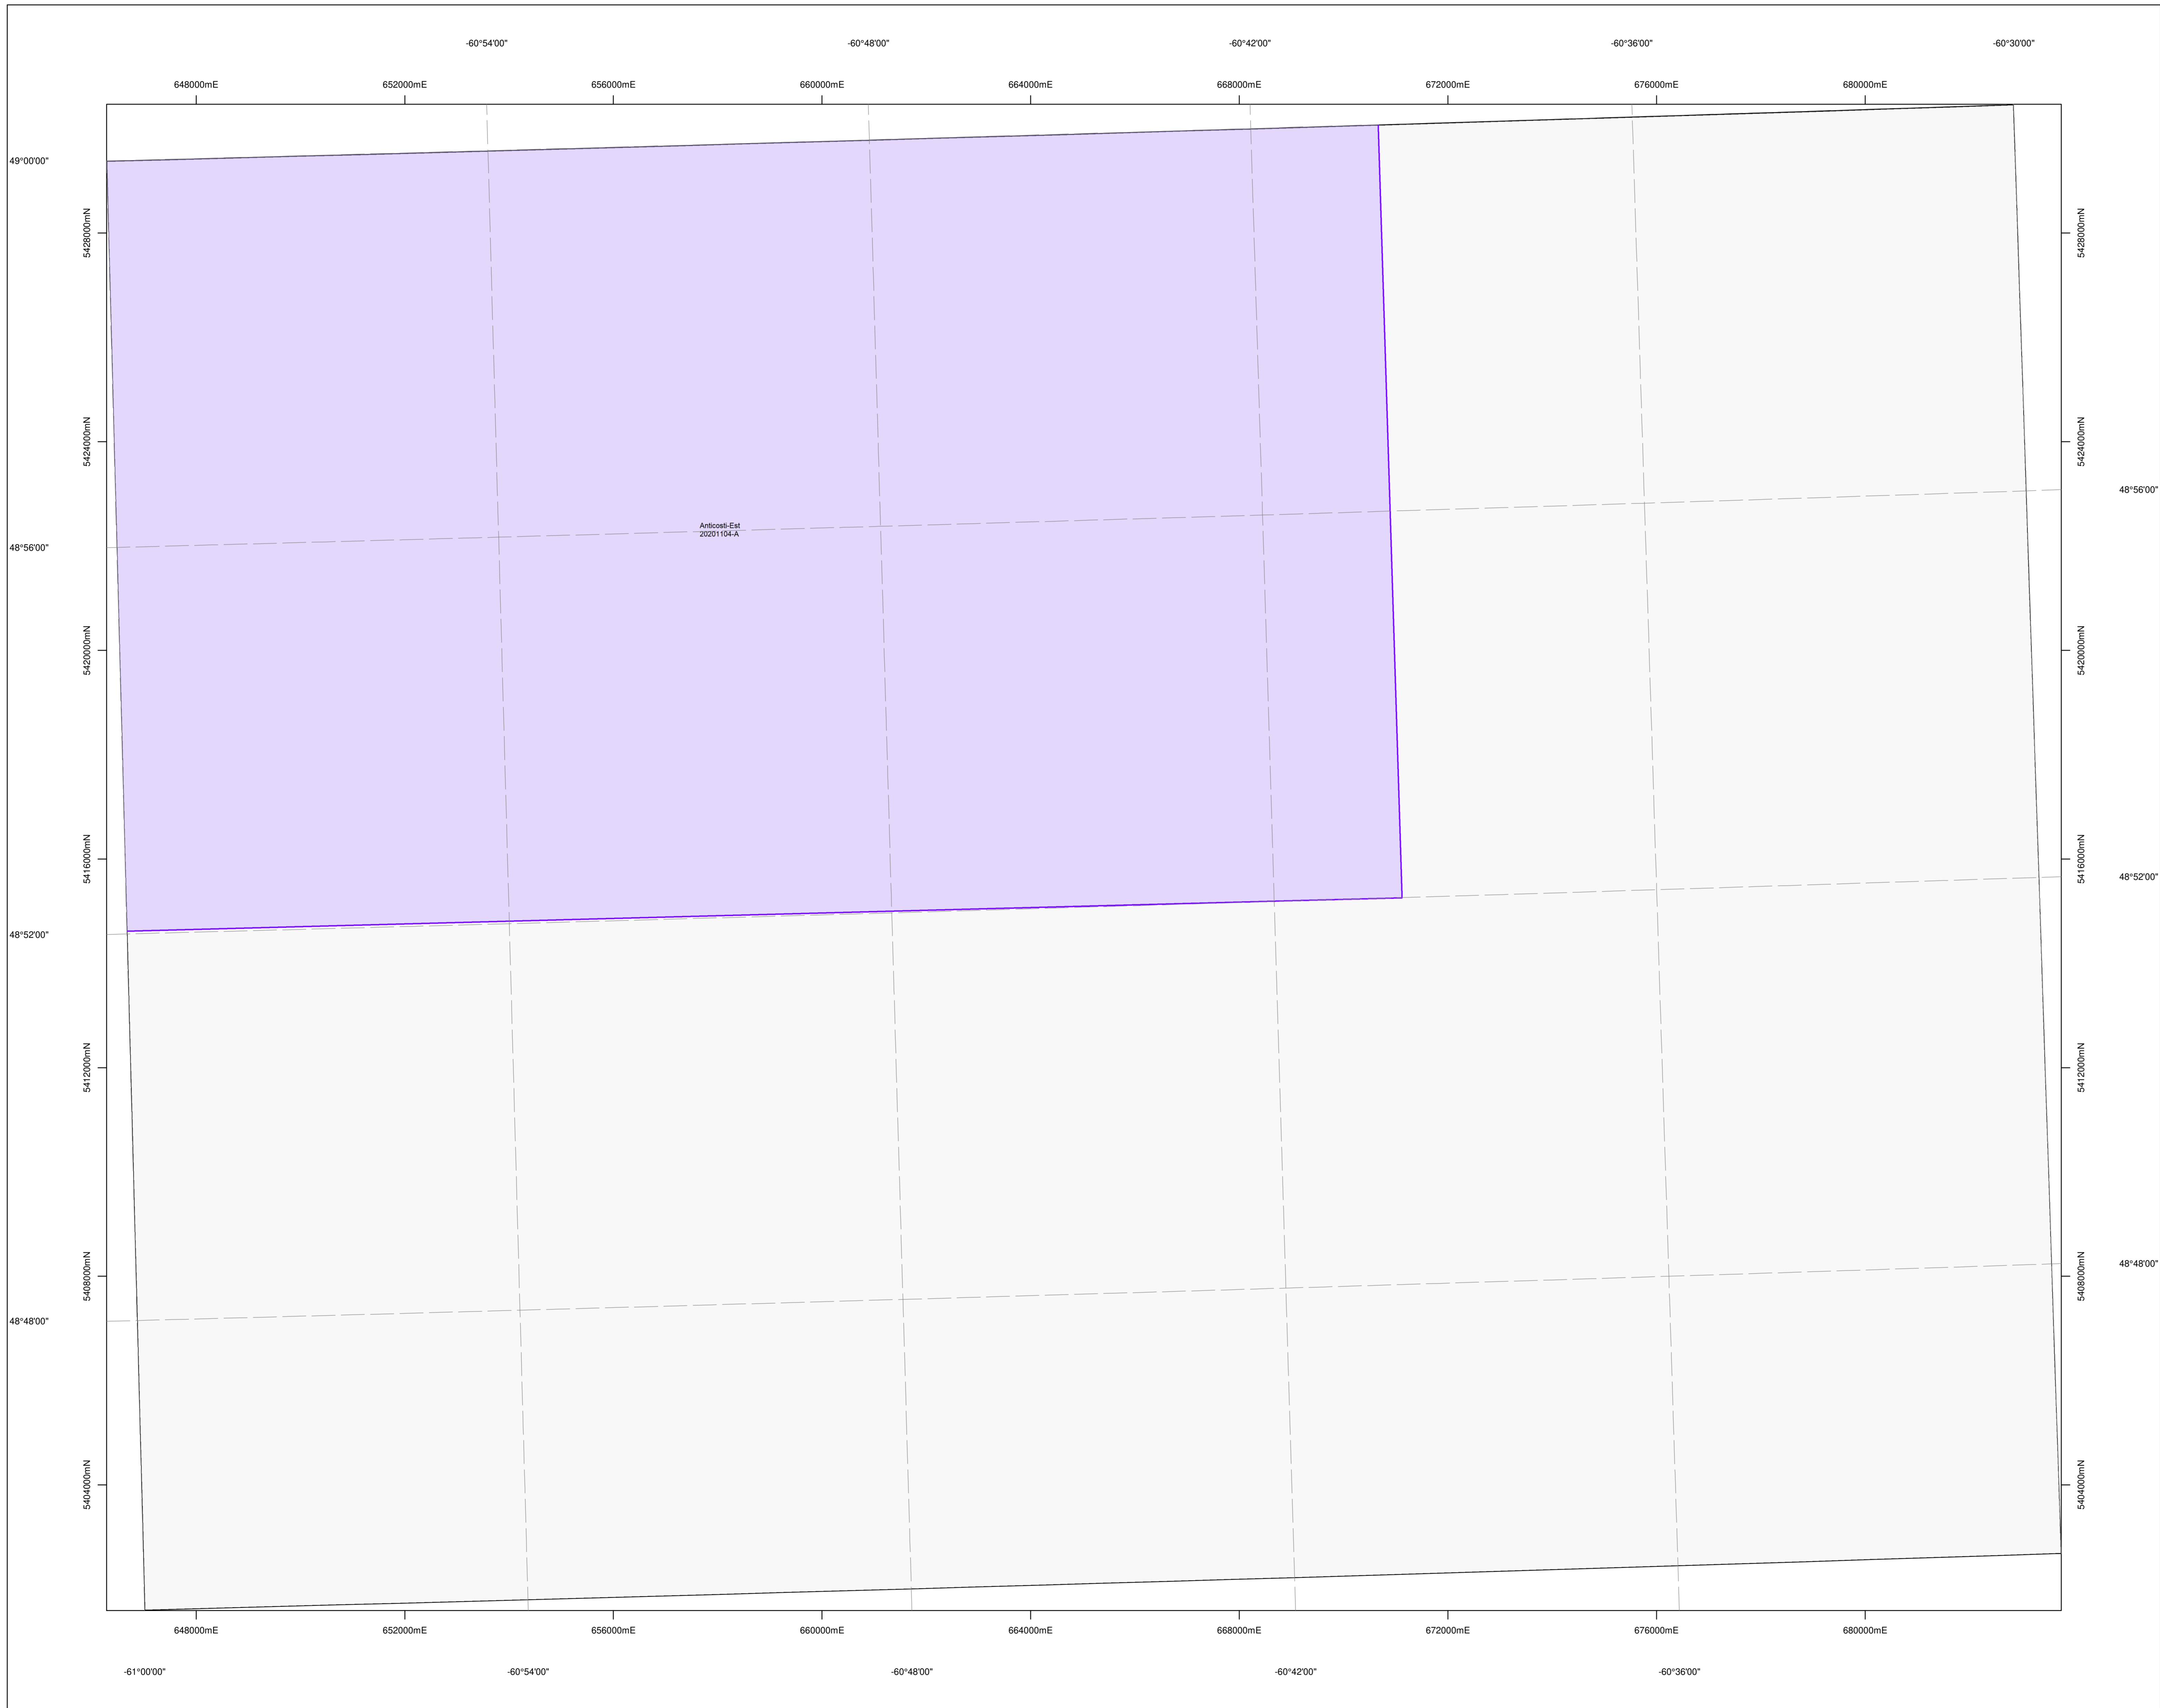 -60°54'00" -60°48'00" -60°42'00" -60°36'00" -60°30'00"
648000mE 652000mE 656000mE 660000mE 664000mE 668000mE 672000mE 676000mE 680000mE
49°00'00"
5428000mN 5428000mN
5424000mN 5424000mN
48°56'00"
Anticosti-Est
20201104-A
48°56'00"
5420000mN 5420000mN
5416000mN 5416000mN
48°52'00"
48°52'00"
5412000mN 5412000mN
5408000mN 5408000mN
48°48'00"
48°48'00"
5404000mN 5404000mN
648000mE 652000mE 656000mE 660000mE 664000mE 668000mE 672000mE 676000mE 680000mE
-61°00'00" -60°54'00" -60°48'00" -60°42'00" -60°36'00"